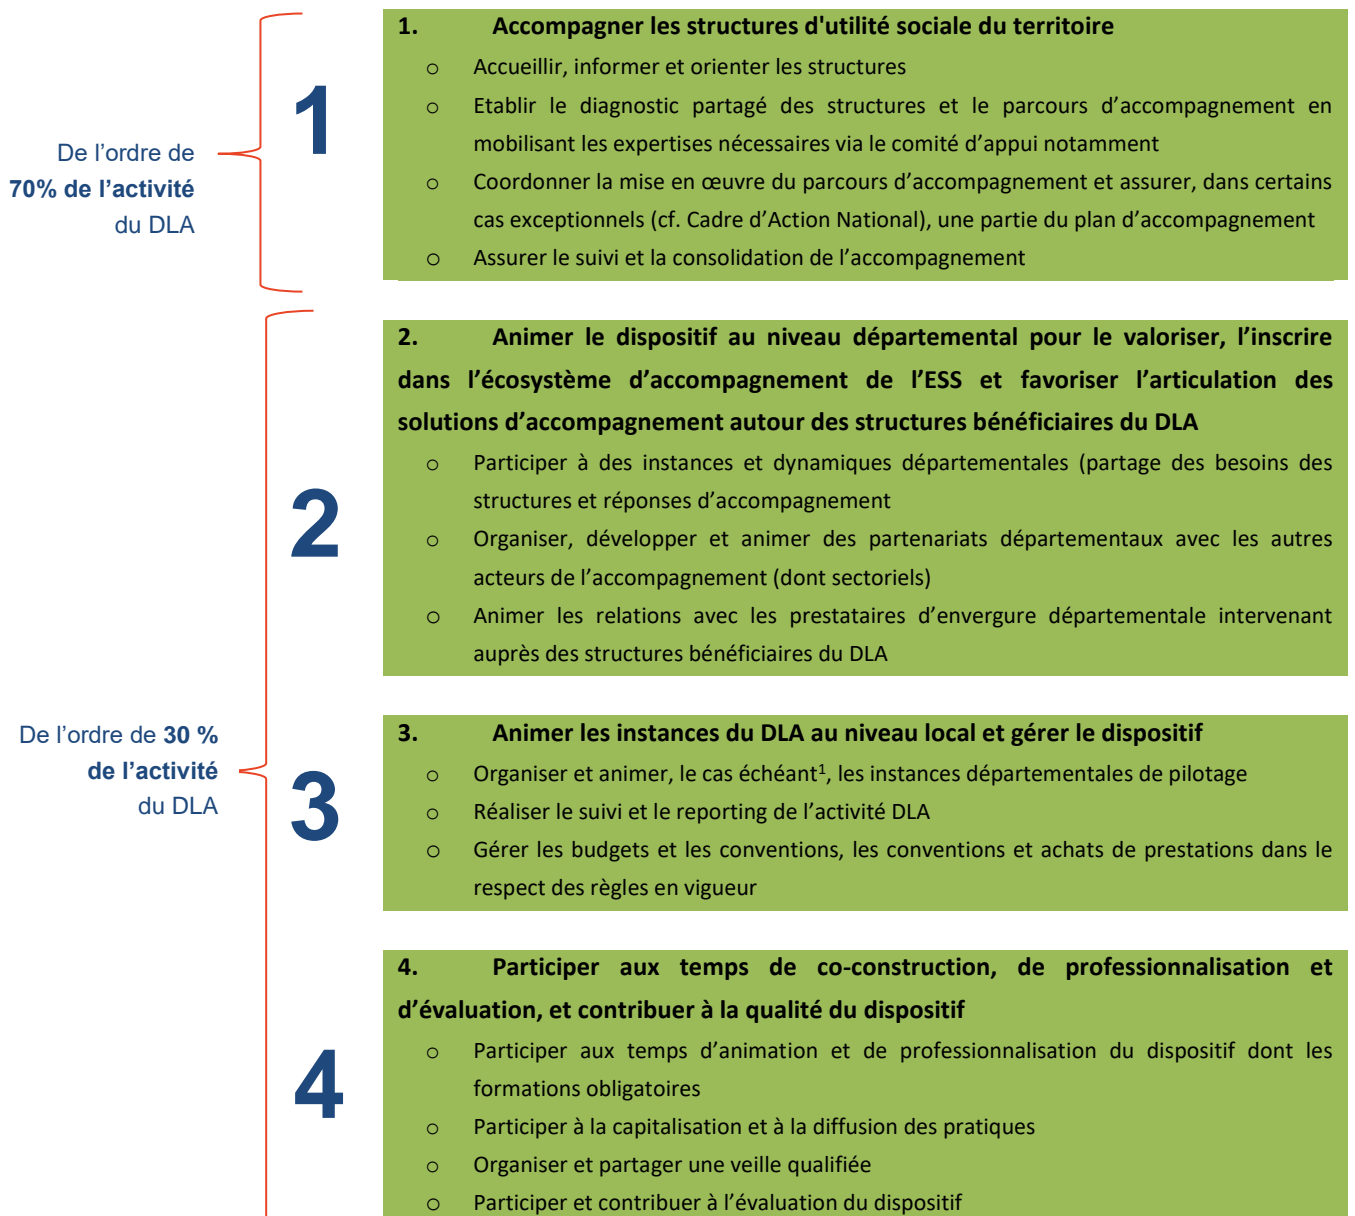 De l’ordre de
70% de l’activité
du DLA
1
1. Accompagner les structures d'utilité sociale du territoire
o Accueillir, informer et orienter les structures
o Etablir le diagnostic partagé des structures et le parcours d’accompagnement en
mobilisant les expertises nécessaires via le comité d’appui notamment
o Coordonner la mise en œuvre du parcours d’accompagnement et assurer, dans certains
cas exceptionnels (cf. Cadre d’Action National), une partie du plan d’accompagnement
o Assurer le suivi et la consolidation de l’accompagnement
De l’ordre de 30 %
de l’activité
du DLA
2
2. Animer le dispositif au niveau départemental pour le valoriser, l’inscrire
dans l’écosystème d’accompagnement de l’ESS et favoriser l’articulation des
solutions d’accompagnement autour des structures bénéficiaires du DLA
o Participer à des instances et dynamiques départementales (partage des besoins des
structures et réponses d’accompagnement
o Organiser, développer et animer des partenariats départementaux avec les autres
acteurs de l’accompagnement (dont sectoriels)
o Animer les relations avec les prestataires d’envergure départementale intervenant
auprès des structures bénéficiaires du DLA
3
3. Animer les instances du DLA au niveau local et gérer le dispositif
o Organiser et animer, le cas échéant¹, les instances départementales de pilotage
o Réaliser le suivi et le reporting de l’activité DLA
o Gérer les budgets et les conventions, les conventions et achats de prestations dans le
respect des règles en vigueur
4
4. Participer aux temps de co-construction, de professionnalisation et
d’évaluation, et contribuer à la qualité du dispositif
o Participer aux temps d’animation et de professionnalisation du dispositif dont les
formations obligatoires
o Participer à la capitalisation et à la diffusion des pratiques
o Organiser et partager une veille qualifiée
o Participer et contribuer à l’évaluation du dispositif